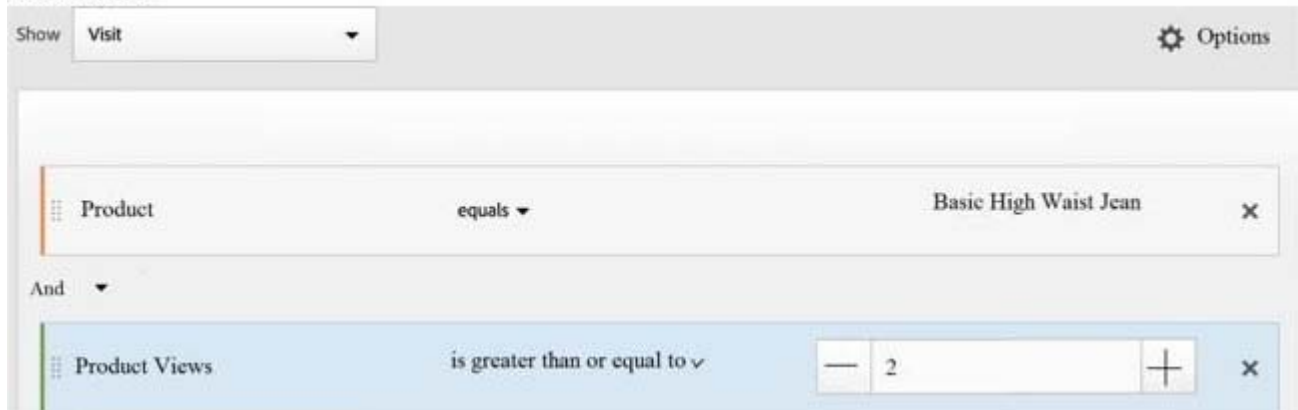 Show Visit Options
Product equals Basic High Waist Jean
And
Product Views is greater than or equal to 2